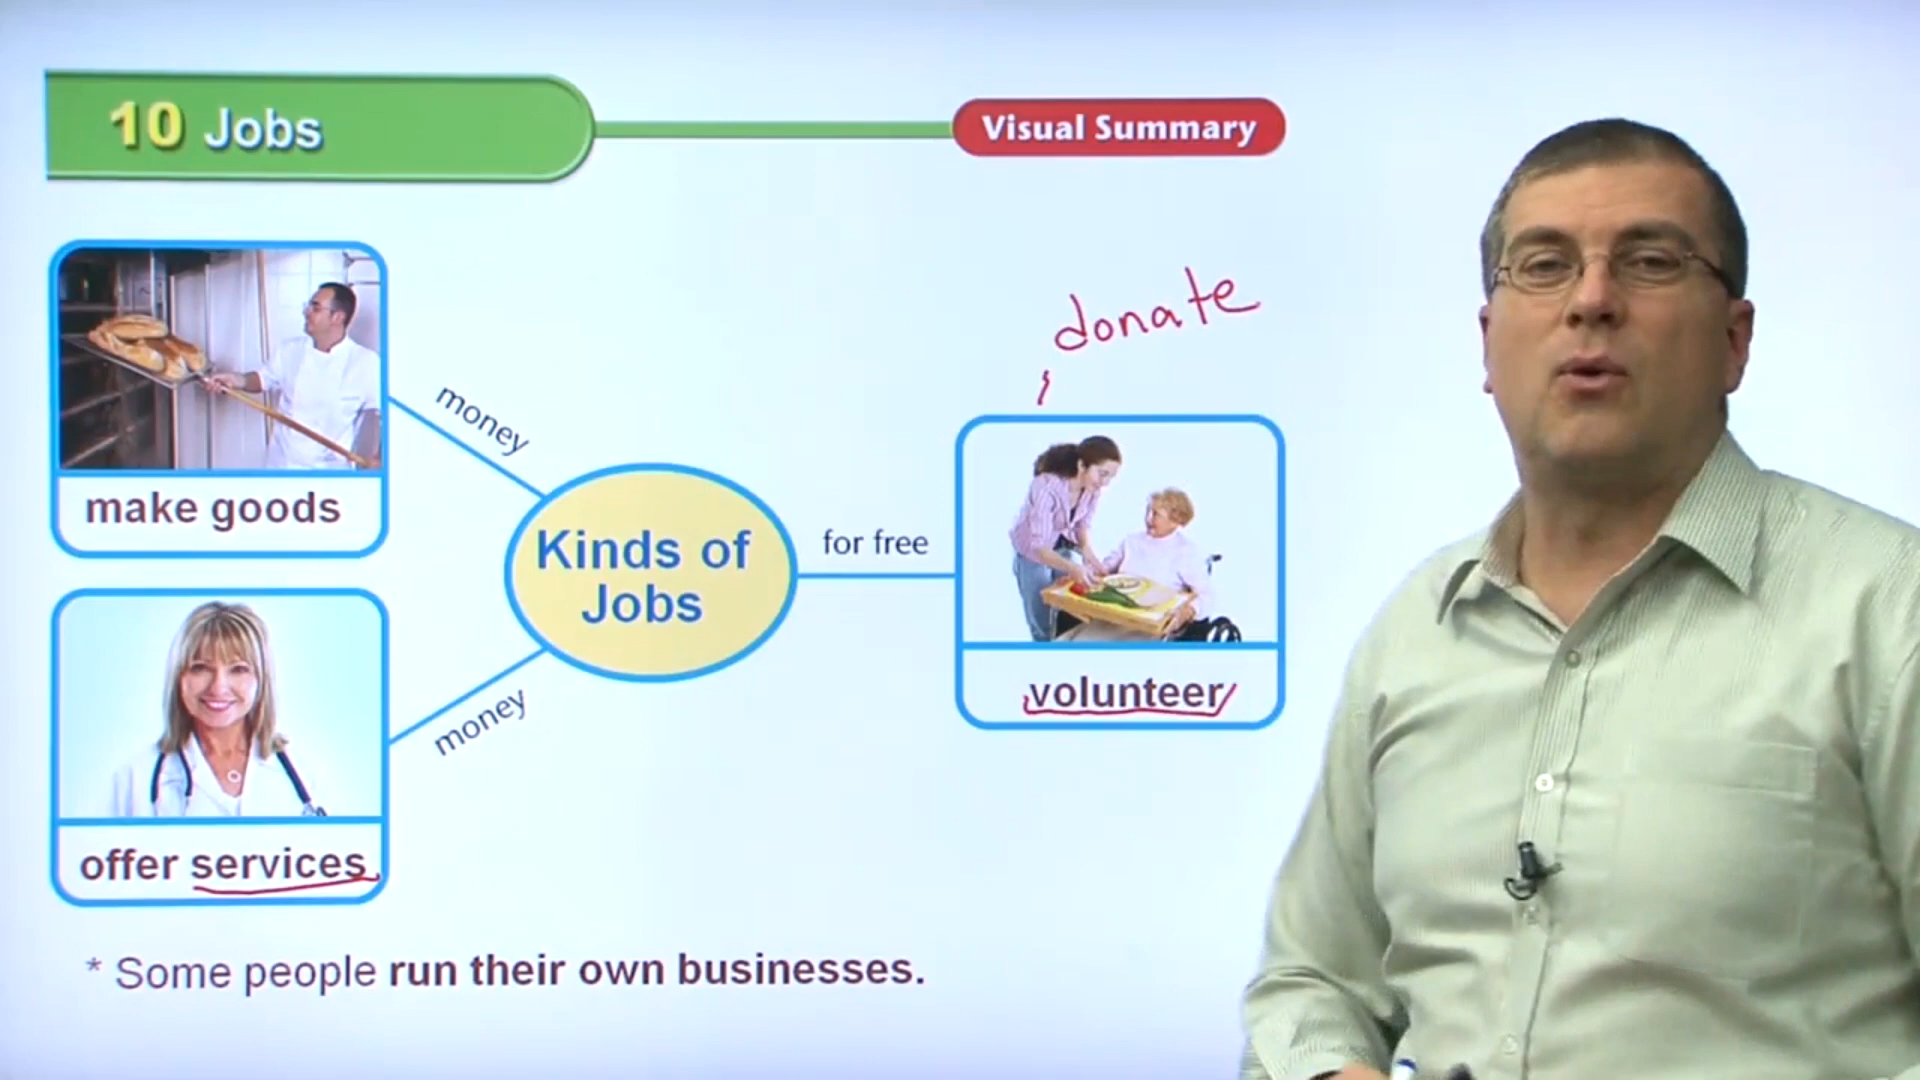 10 Jobs
Visual Summary
make goods
money
donate
Kinds of
Jobs
for free
volunteer
offer services
money
* Some people run their own businesses.